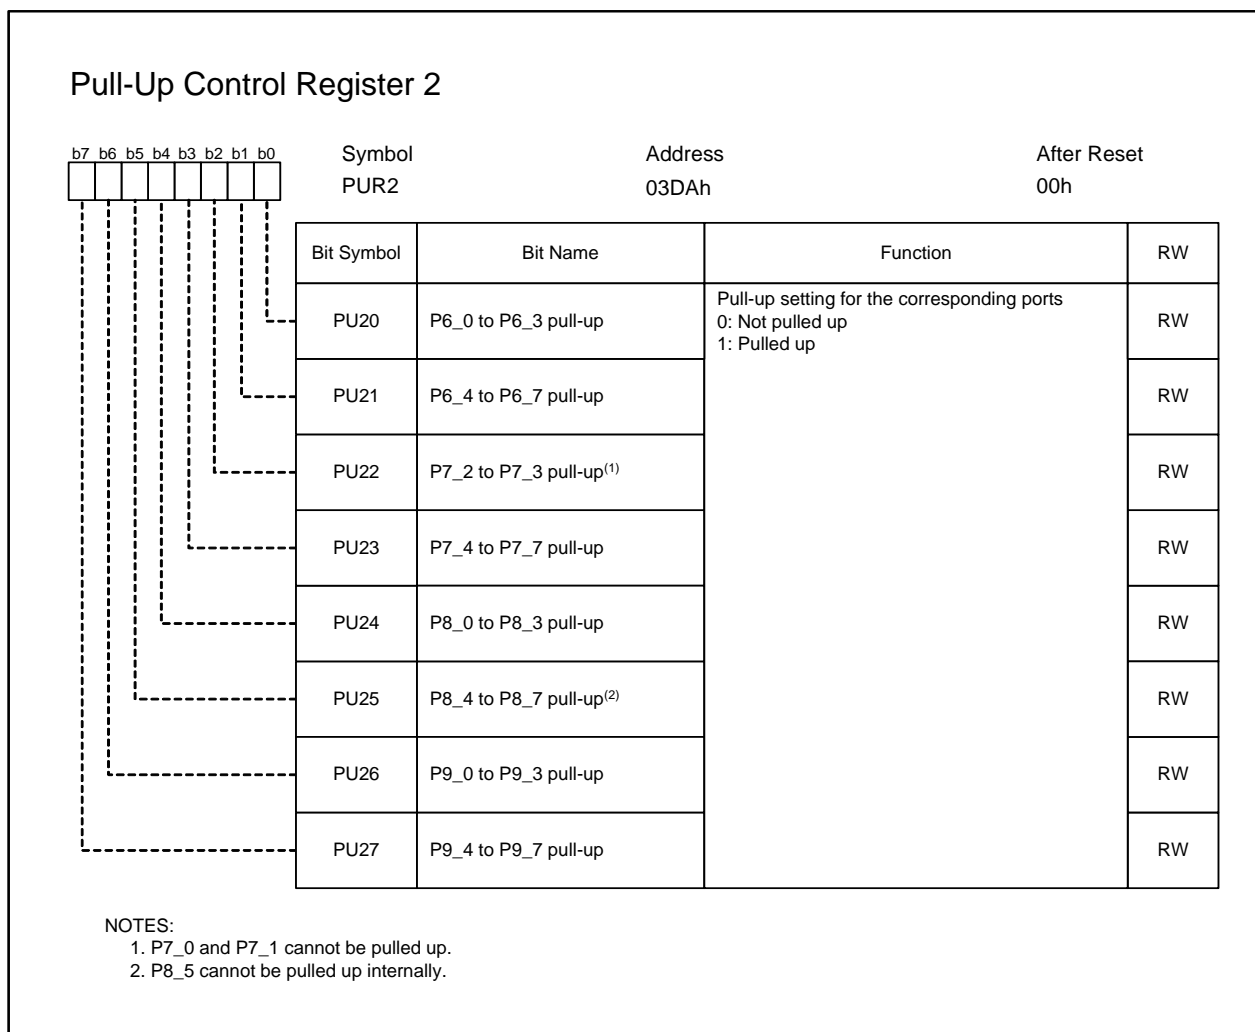 Pull-Up Control Register 2
b7 b6 b5 b4 b3 b2 b1 b0
Symbol Address After Reset
PUR2 03DAh 00h
Bit Symbol Bit Name Function RW
PU20 P6_0 to P6_3 pull-up Pull-up setting for the corresponding ports RW
0: Not pulled up
1: Pulled up
PU21 P6_4 to P6_7 pull-up RW
PU22 P7_2 to P7_3 pull-up(1) RW
PU23 P7_4 to P7_7 pull-up RW
PU24 P8_0 to P8_3 pull-up RW
PU25 P8_4 to P8_7 pull-up(2) RW
PU26 P9_0 to P9_3 pull-up RW
PU27 P9_4 to P9_7 pull-up RW
NOTES:
1. P7_0 and P7_1 cannot be pulled up.
2. P8_5 cannot be pulled up internally.